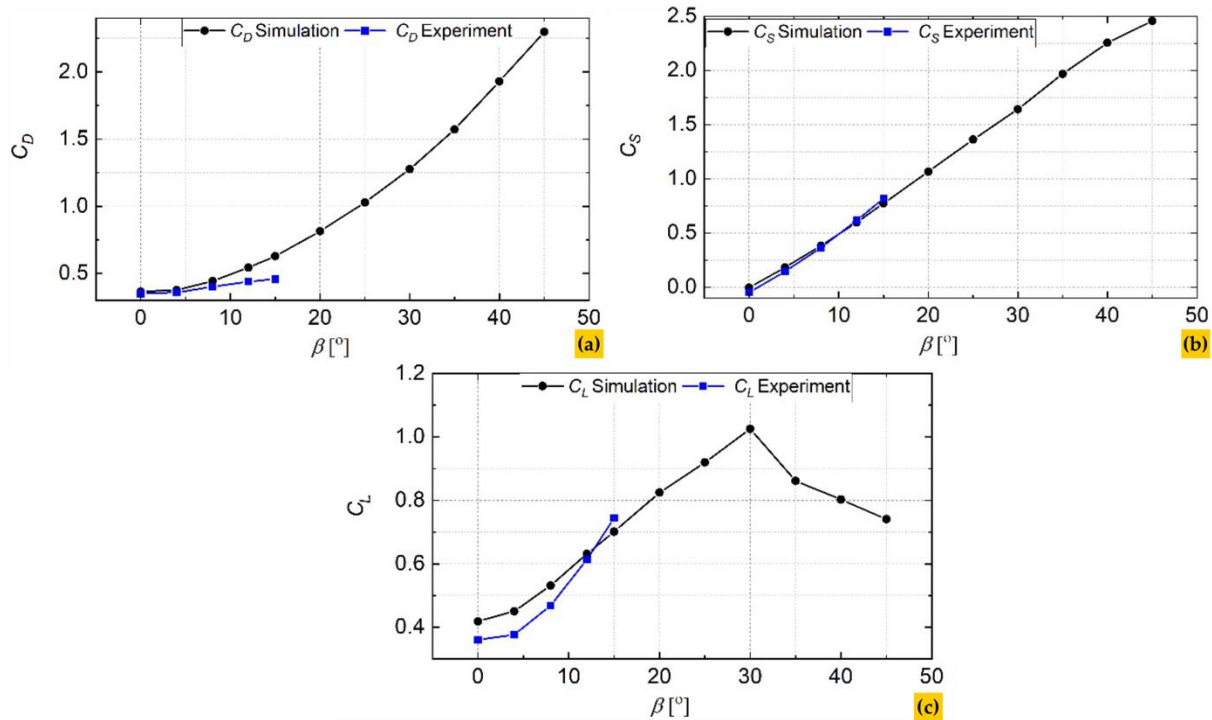 C_D Simulation C_D Experiment
2.0
1.5
1.0
0.5
C_D
0 10 20 30 40 50
β [º]
(a)
C_S Simulation C_S Experiment
2.5
2.0
1.5
1.0
0.5
0.0
C_S
0 10 20 30 40 50
β [º]
(b)
C_L Simulation C_L Experiment
1.2
1.0
0.8
0.6
0.4
C_L
0 10 20 30 40 50
β [º]
(c)